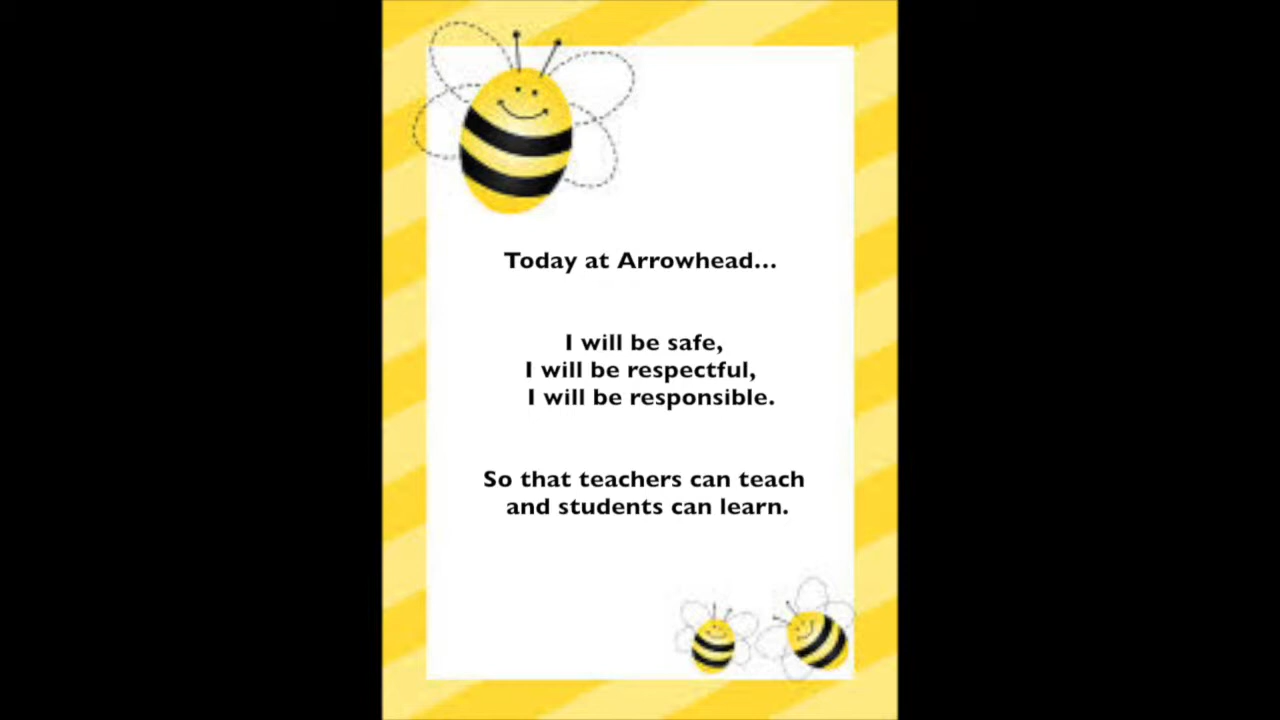 Today at Arrowhead...
I will be safe,
I will be respectful,
I will be responsible.
So that teachers can teach
and students can learn.